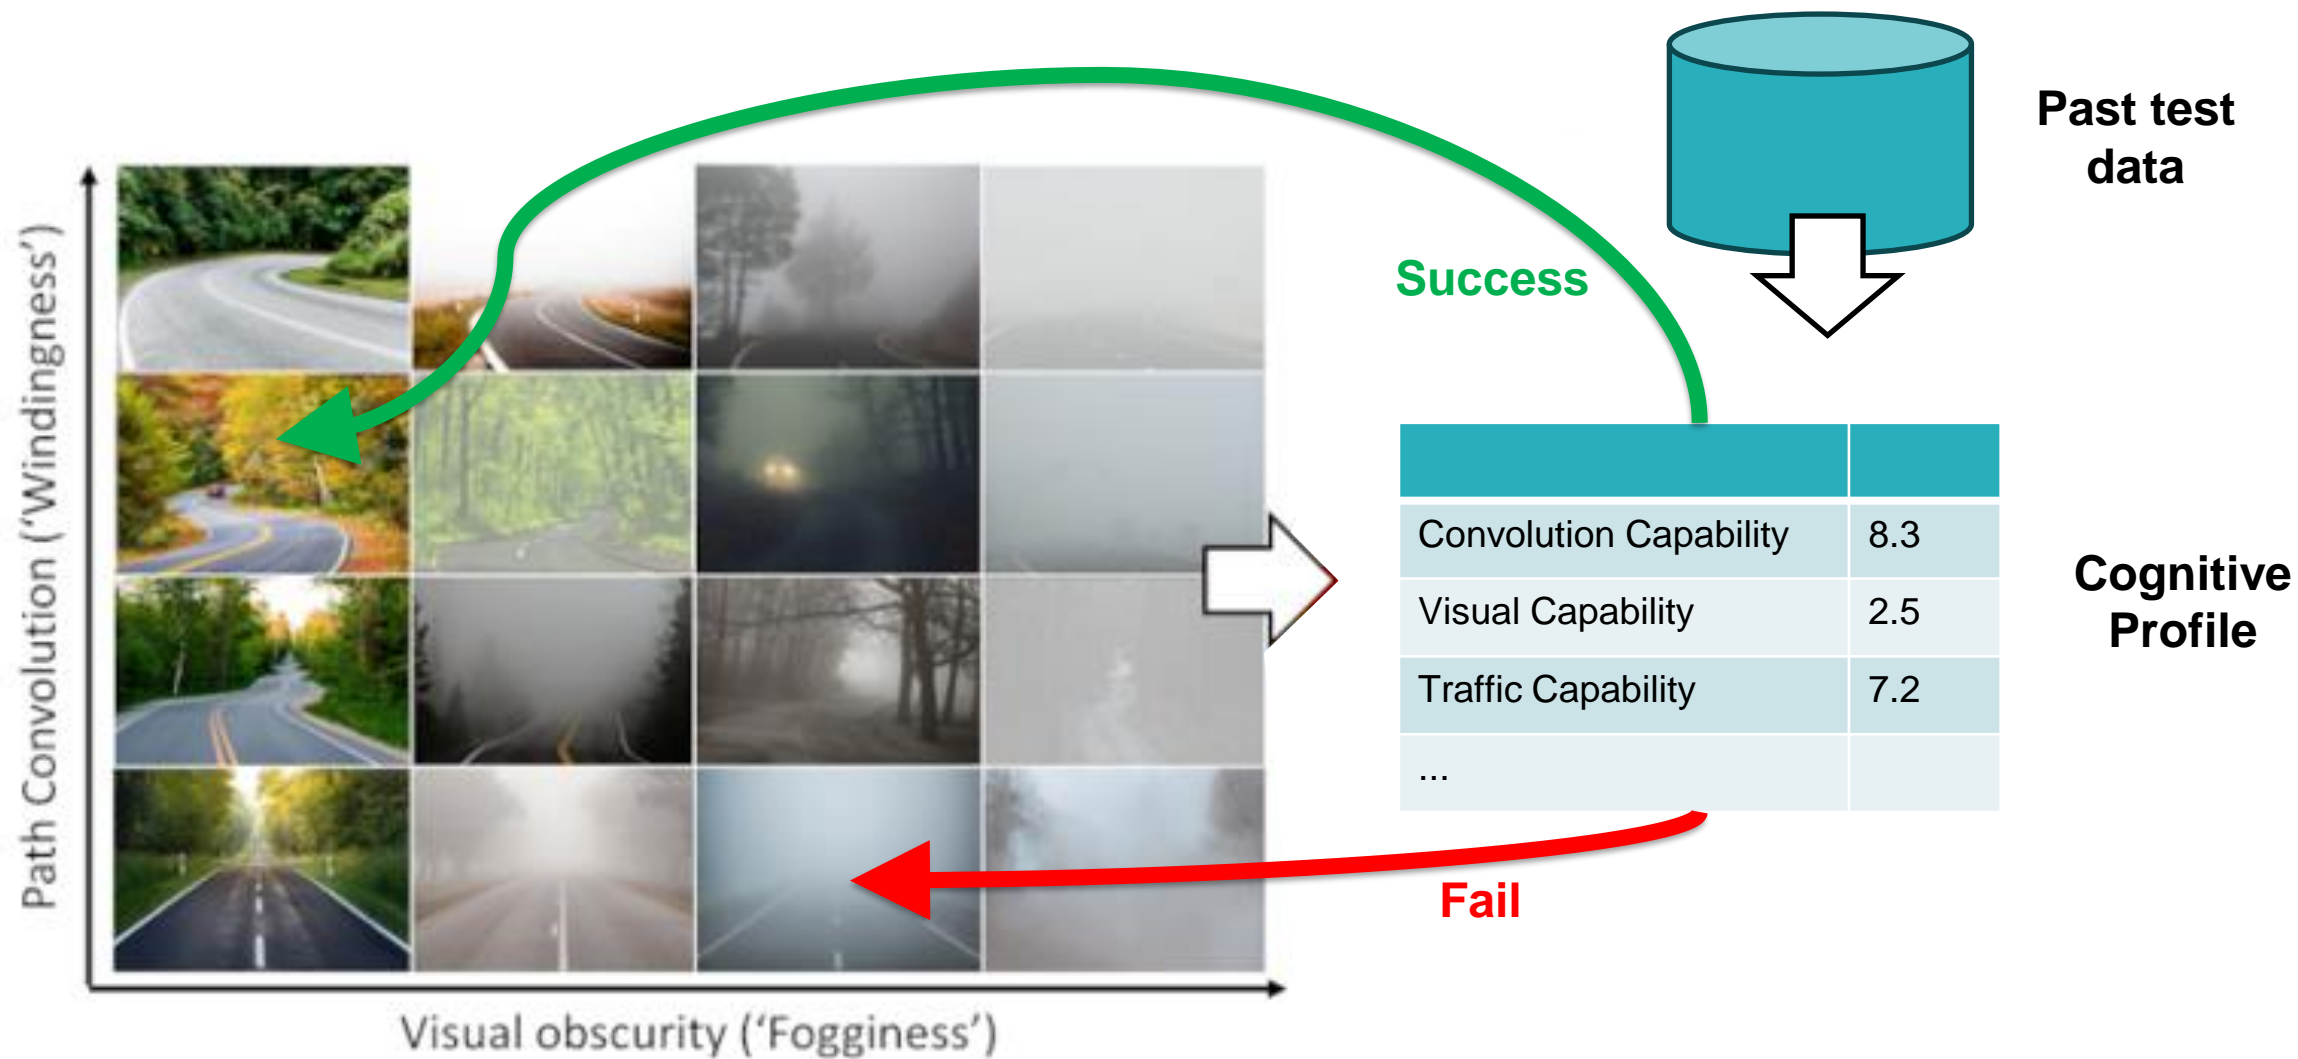 Past test
data
Success
Path Convolution (‘Windingness’)
Convolution Capability 8.3
Visual Capability 2.5
Traffic Capability 7.2
...
Cognitive
Profile
Fail
Visual obscurity (‘Fogginess’)